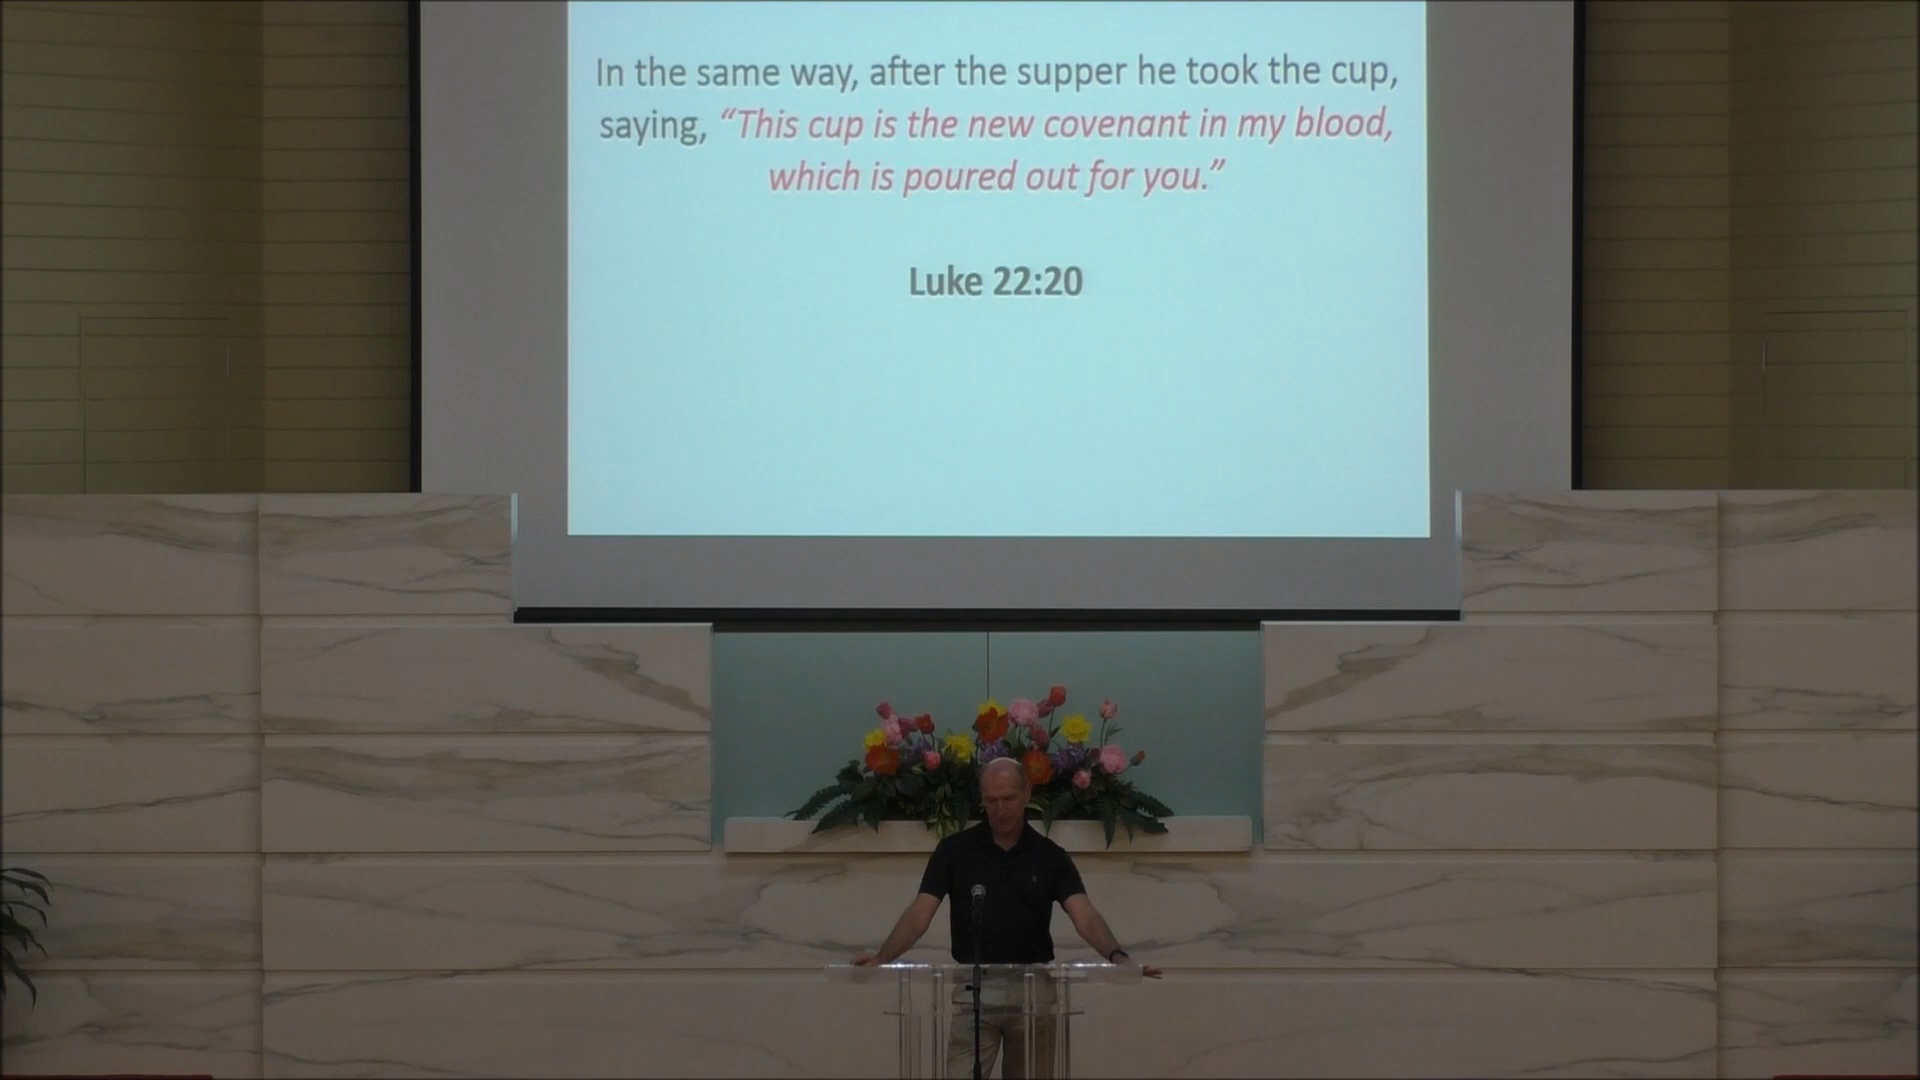 In the same way, after the supper he took the cup,
saying, “This cup is the new covenant in my blood,
which is poured out for you.”
Luke 22:20